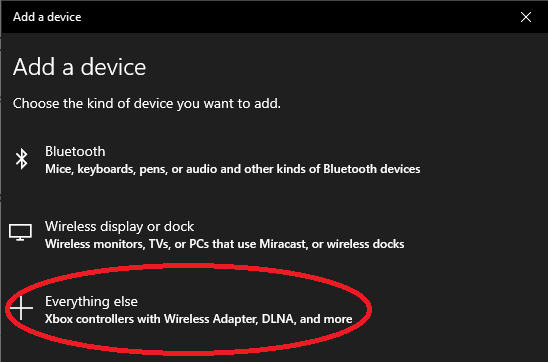 Add a device
Add a device
Choose the kind of device you want to add.
Bluetooth
Mice, keyboards, pens, or audio and other kinds of Bluetooth devices
Wireless display or dock
Wireless monitors, TVs, or PCs that use Miracast, or wireless docks
Everything else
Xbox controllers with Wireless Adapter, DLNA, and more